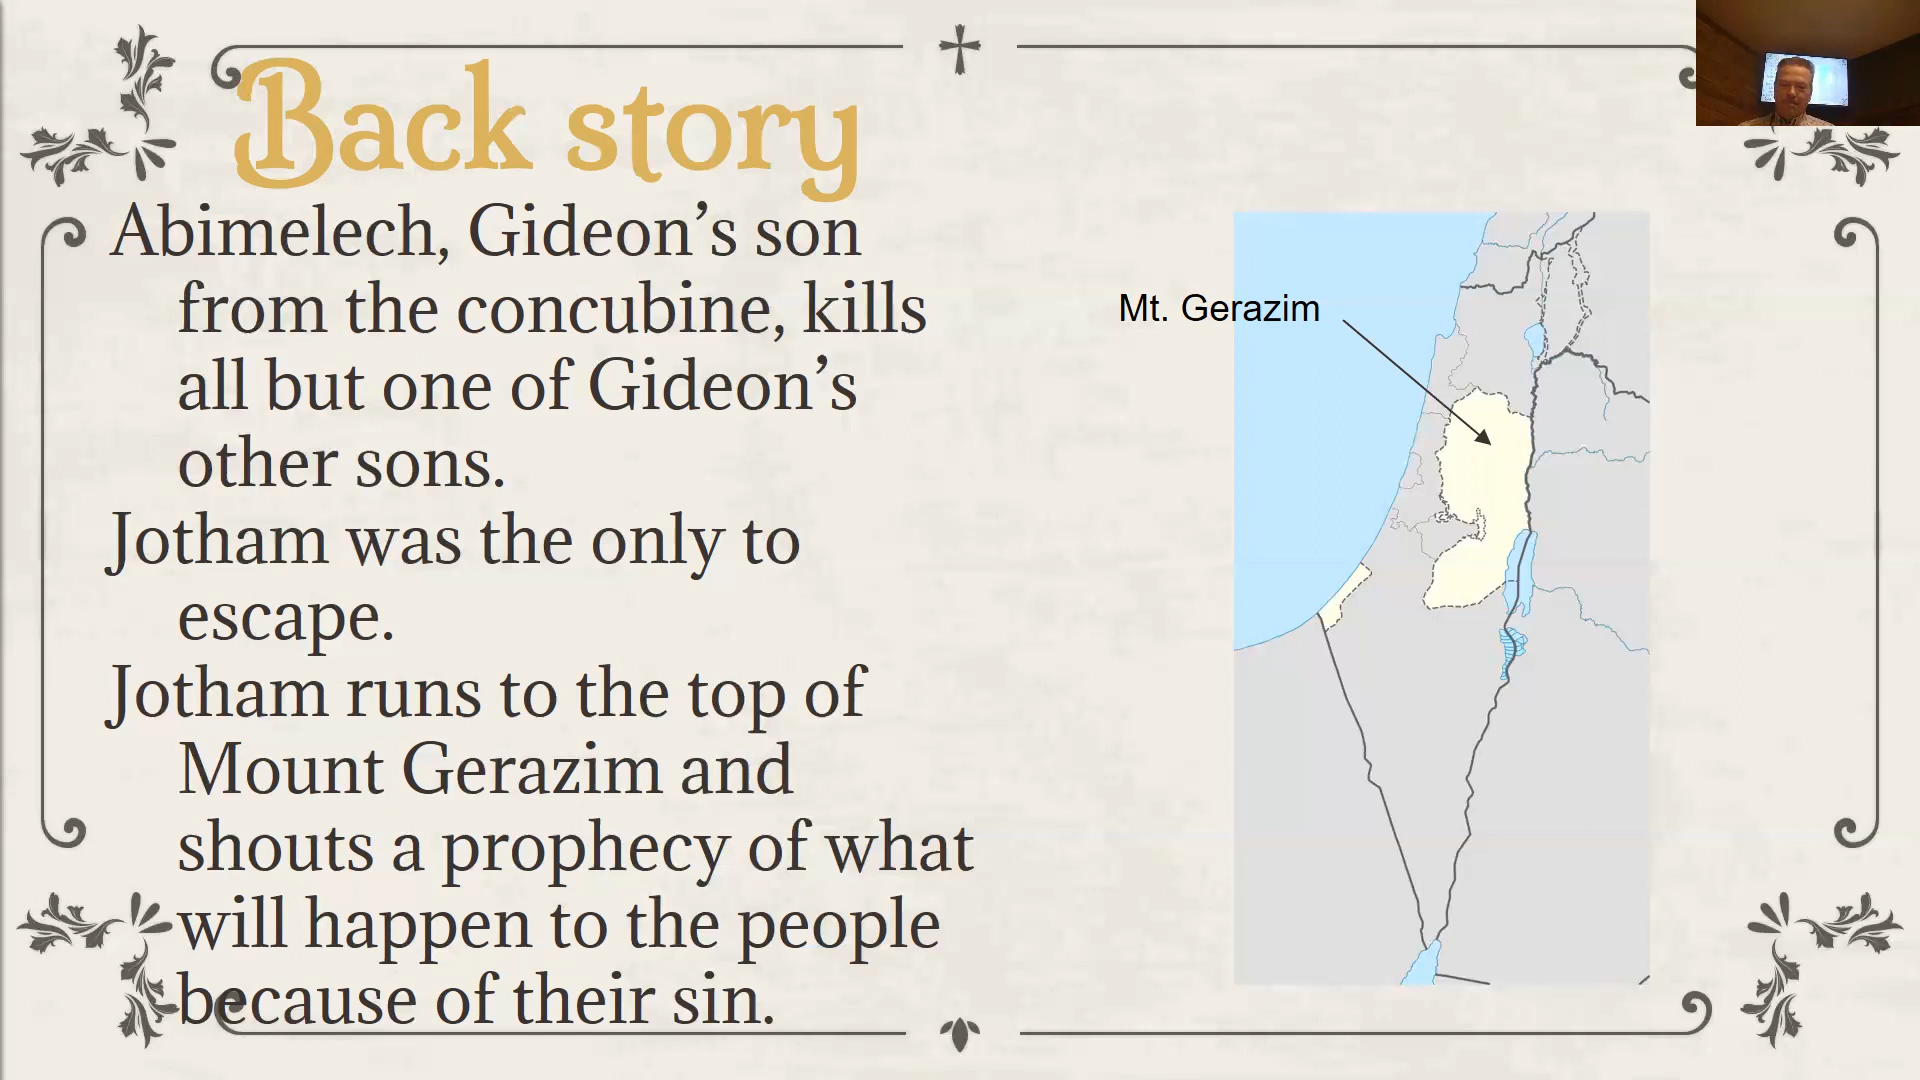 Back story
Abimelech, Gideon’s son
from the concubine, kills
all but one of Gideon’s
other sons.
Jotham was the only to
escape.
Jotham runs to the top of
Mount Gerazim and
shouts a prophecy of what
will happen to the people
because of their sin.
Mt. Gerazim